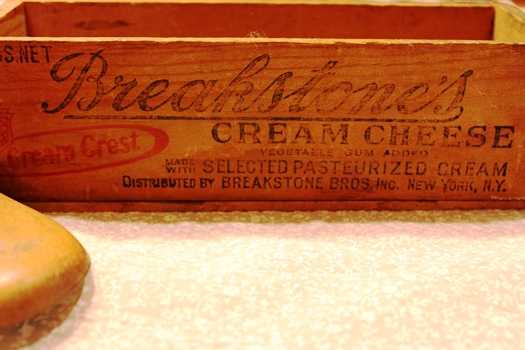 SS.NET
Breakstone's
CREAM CHEESE
Cream Crest
VEGETABLE GUM ADDED
MADE WITH SELECTED PASTEURIZED CREAM
DISTRIBUTED BY BREAKSTONE BROS. INC. NEW YORK, N.Y.